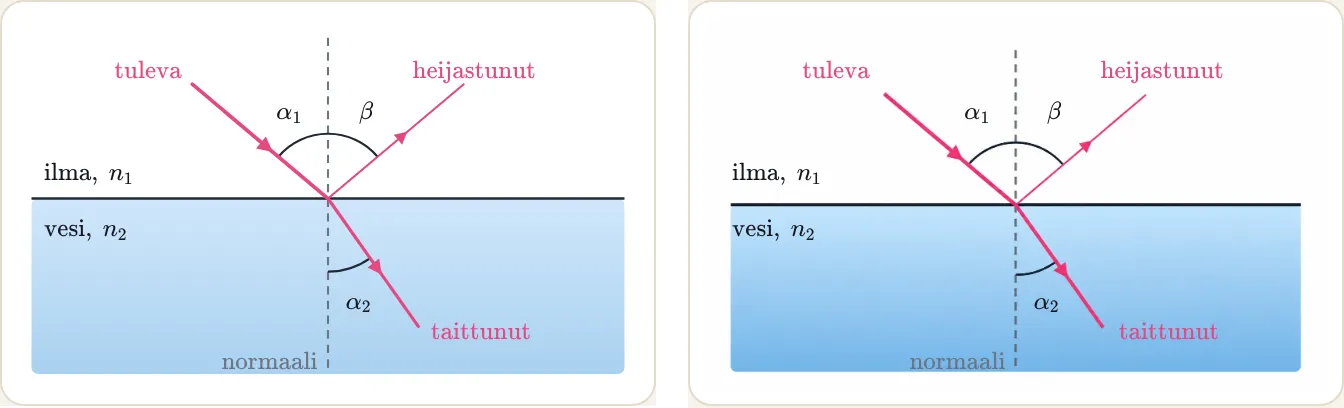 tuleva
heijastunut
α₁
β
ilma, n₁
vesi, n₂
α₂
taittunut
normaali
tuleva
heijastunut
α₁
β
ilma, n₁
vesi, n₂
α₂
taittunut
normaali